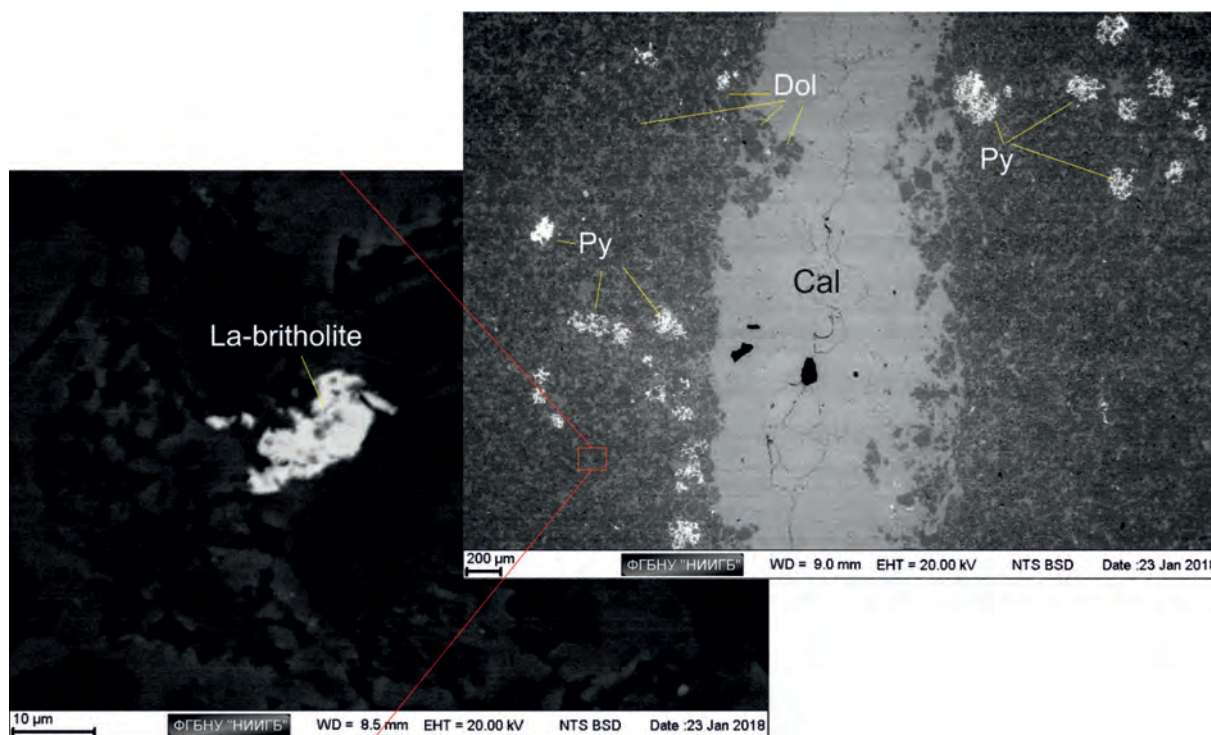 Dol
Py
Py
Cal
La-britholite
200 µm
ФГБНУ "НИИГБ"
WD = 9.0 mm
EHT = 20.00 kV
NTS BSD
Date :23 Jan 2018
10 µm
ФГБНУ "НИИГБ"
WD = 8.5 mm
EHT = 20.00 kV
NTS BSD
Date :23 Jan 2018